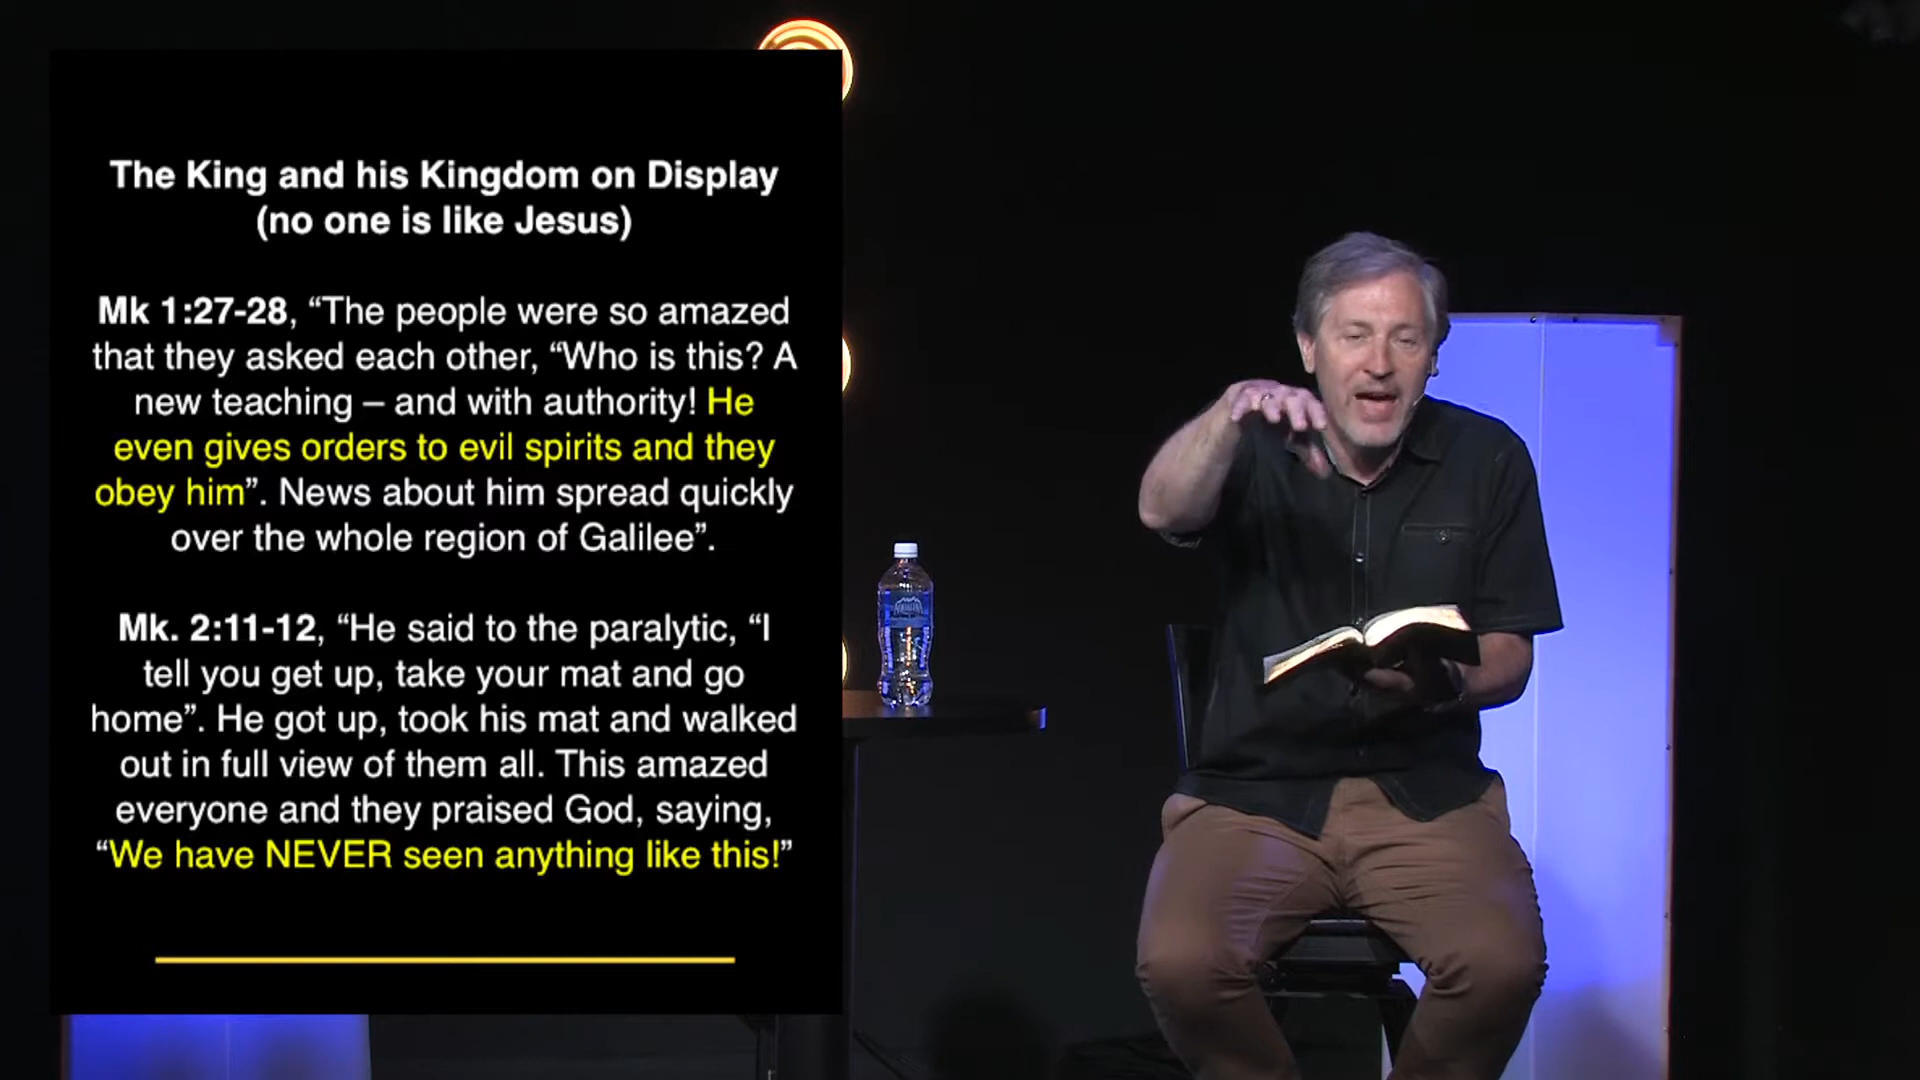 The King and his Kingdom on Display
(no one is like Jesus)
Mk 1:27-28, “The people were so amazed
that they asked each other, “Who is this? A
new teaching – and with authority! He
even gives orders to evil spirits and they
obey him”. News about him spread quickly
over the whole region of Galilee”.
Mk. 2:11-12, “He said to the paralytic, “I
tell you get up, take your mat and go
home”. He got up, took his mat and walked
out in full view of them all. This amazed
everyone and they praised God, saying,
“We have NEVER seen anything like this!”